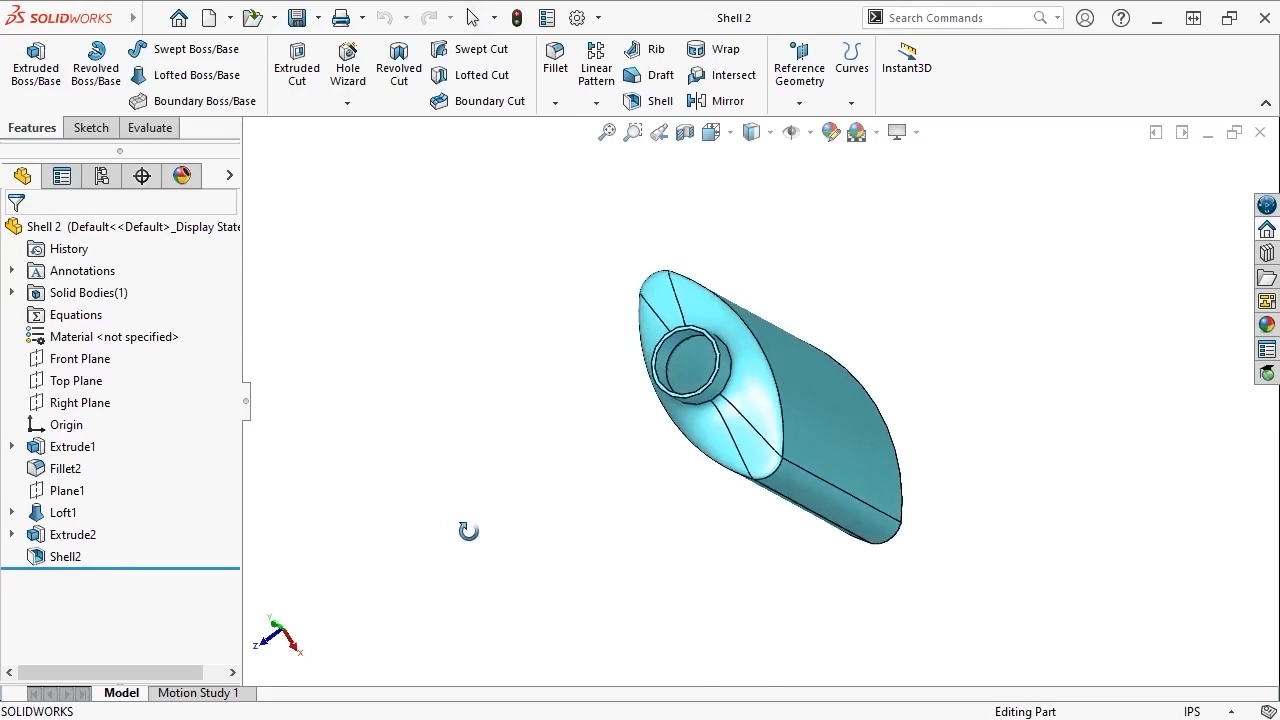 SOLIDWORKS
Shell 2
Search Commands
Extruded Boss/Base
Revolved Boss/Base
Swept Boss/Base
Lofted Boss/Base
Boundary Boss/Base
Extruded Cut
Hole Wizard
Revolved Cut
Swept Cut
Lofted Cut
Boundary Cut
Fillet
Linear Pattern
Rib
Draft
Shell
Wrap
Intersect
Mirror
Reference Geometry
Curves
Instant3D
Features
Sketch
Evaluate
Shell 2 (Default<<Default>_Display State
History
Annotations
Solid Bodies(1)
Equations
Material <not specified>
Front Plane
Top Plane
Right Plane
Origin
Extrude1
Fillet2
Plane1
Loft1
Extrude2
Shell2
Y
Z
X
Model
Motion Study 1
SOLIDWORKS
Editing Part
IPS